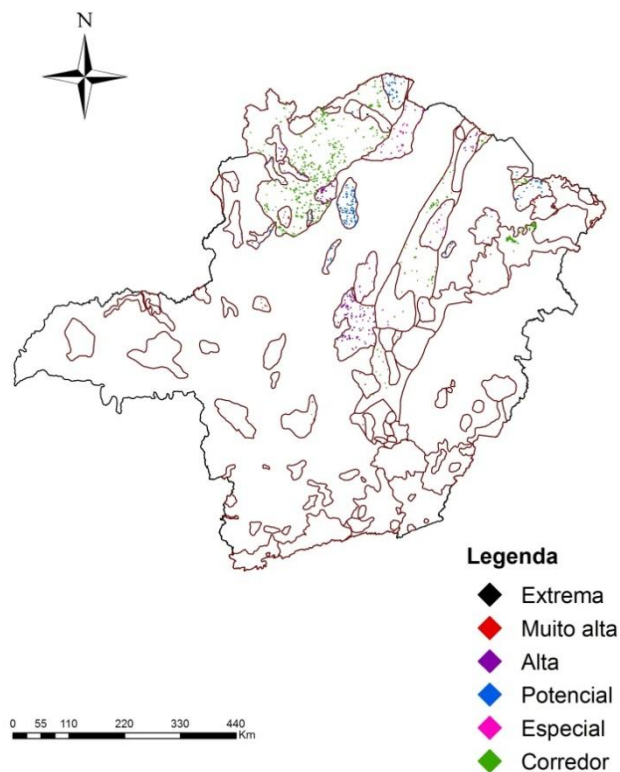 N
Legenda
Extrema
Muito alta
Alta
Potencial
Especial
Corredor
0 55 110 220 330 440
Km